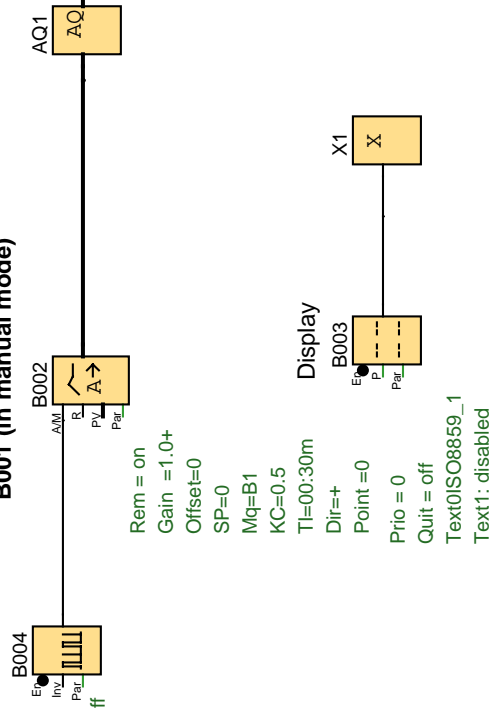 B001 (in manual mode)
B004
En
Inv
Par
ff
B002
A/M
R
PV
Par
A→
AQ1
AQ
Rem = on
Gain =1.0+
Offset=0
SP=0
Mq=B1
KC=0.5
TI=00:30m
Dir=+
Point =0
Display
B003
En
P
Par
X1
X
Prio = 0
Quit = off
Text0ISO8859_1
Text1: disabled